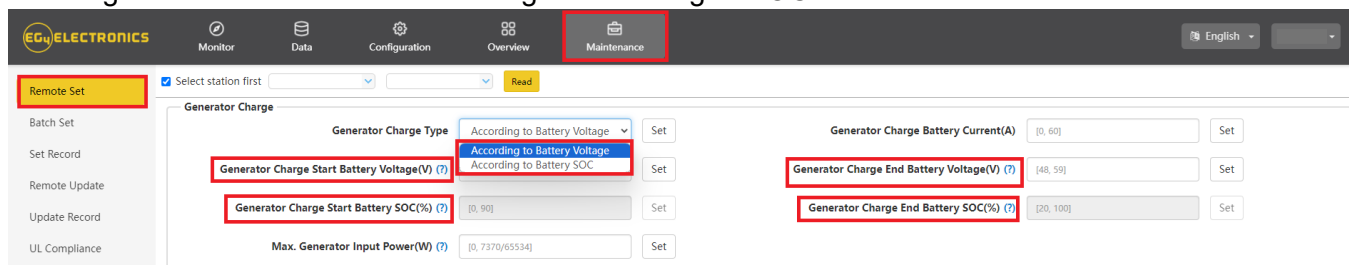 EG4 ELECTRONICS
Monitor
Data
Configuration
Overview
Maintenance
English
Remote Set
Batch Set
Set Record
Remote Update
Update Record
UL Compliance
Select station first
Read
Generator Charge
Generator Charge Type According to Battery Voltage Set Generator Charge Battery Current(A) [0, 60] Set
According to Battery Voltage
According to Battery SOC
Generator Charge Start Battery Voltage(V) (?) Set Generator Charge End Battery Voltage(V) (?) [48, 59] Set
Generator Charge Start Battery SOC(%) (?) [0, 90] Set Generator Charge End Battery SOC(%) (?) [20, 100] Set
Max. Generator Input Power(W) (?) [0, 7370/65534] Set